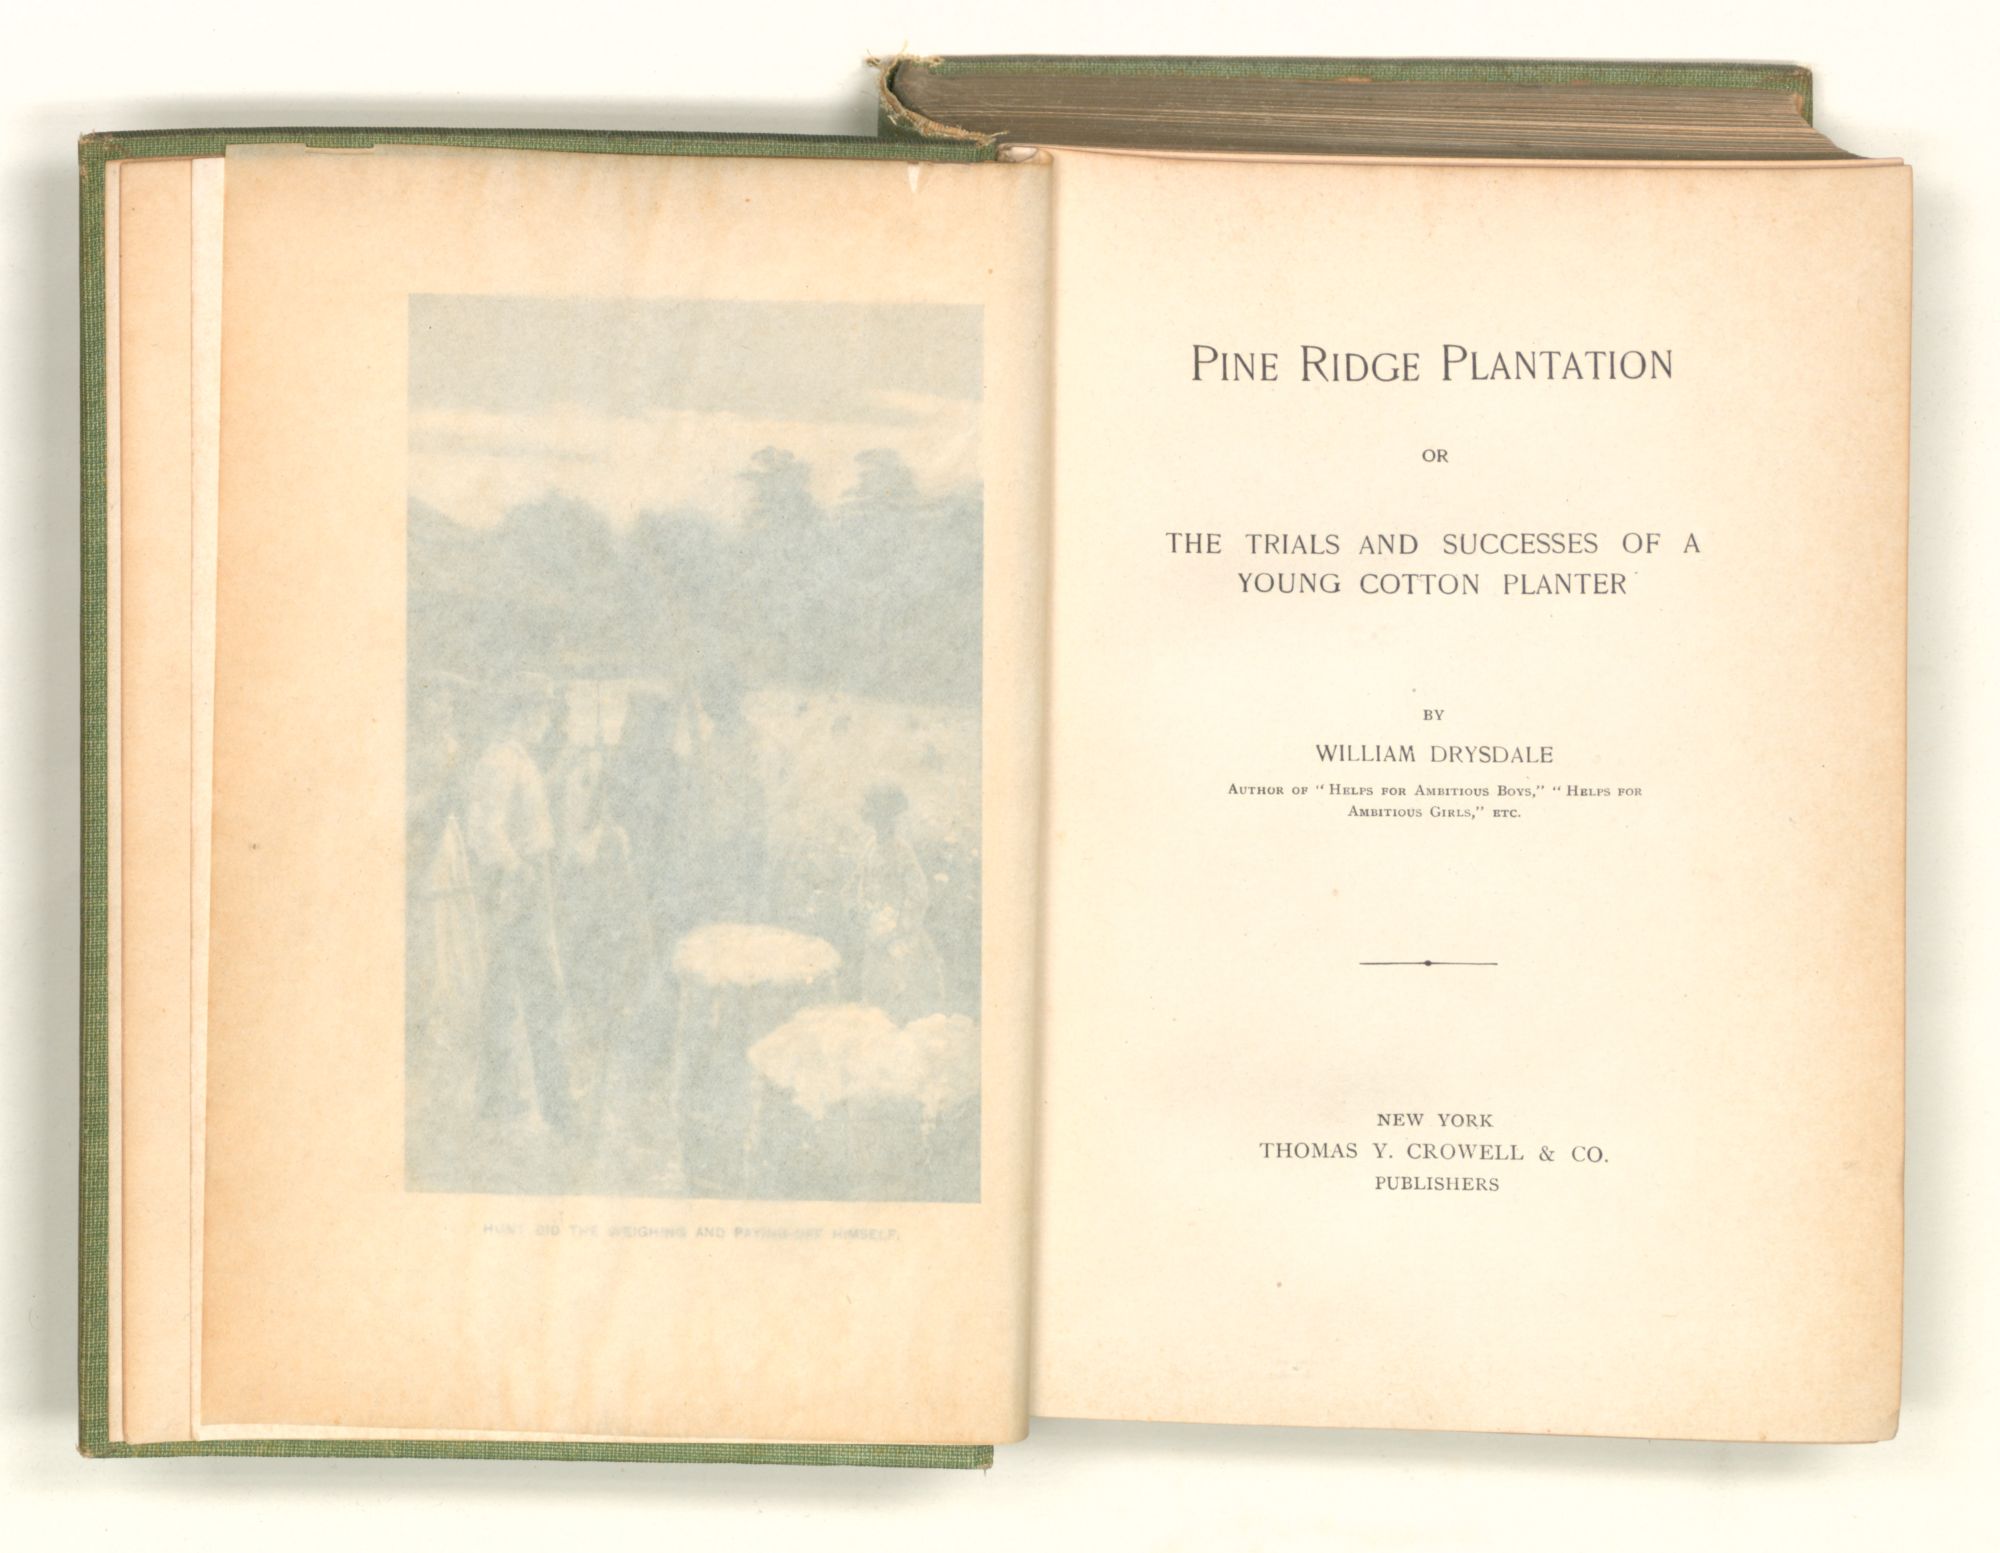 HUNT DID THE WEIGHING AND PAYING-OFF HIMSELF.
PINE RIDGE PLANTATION
OR
THE TRIALS AND SUCCESSES OF A
YOUNG COTTON PLANTER
BY
WILLIAM DRYSDALE
AUTHOR OF “HELPS FOR AMBITIOUS BOYS,” “HELPS FOR
AMBITIOUS GIRLS,” ETC.
NEW YORK
THOMAS Y. CROWELL & CO.
PUBLISHERS